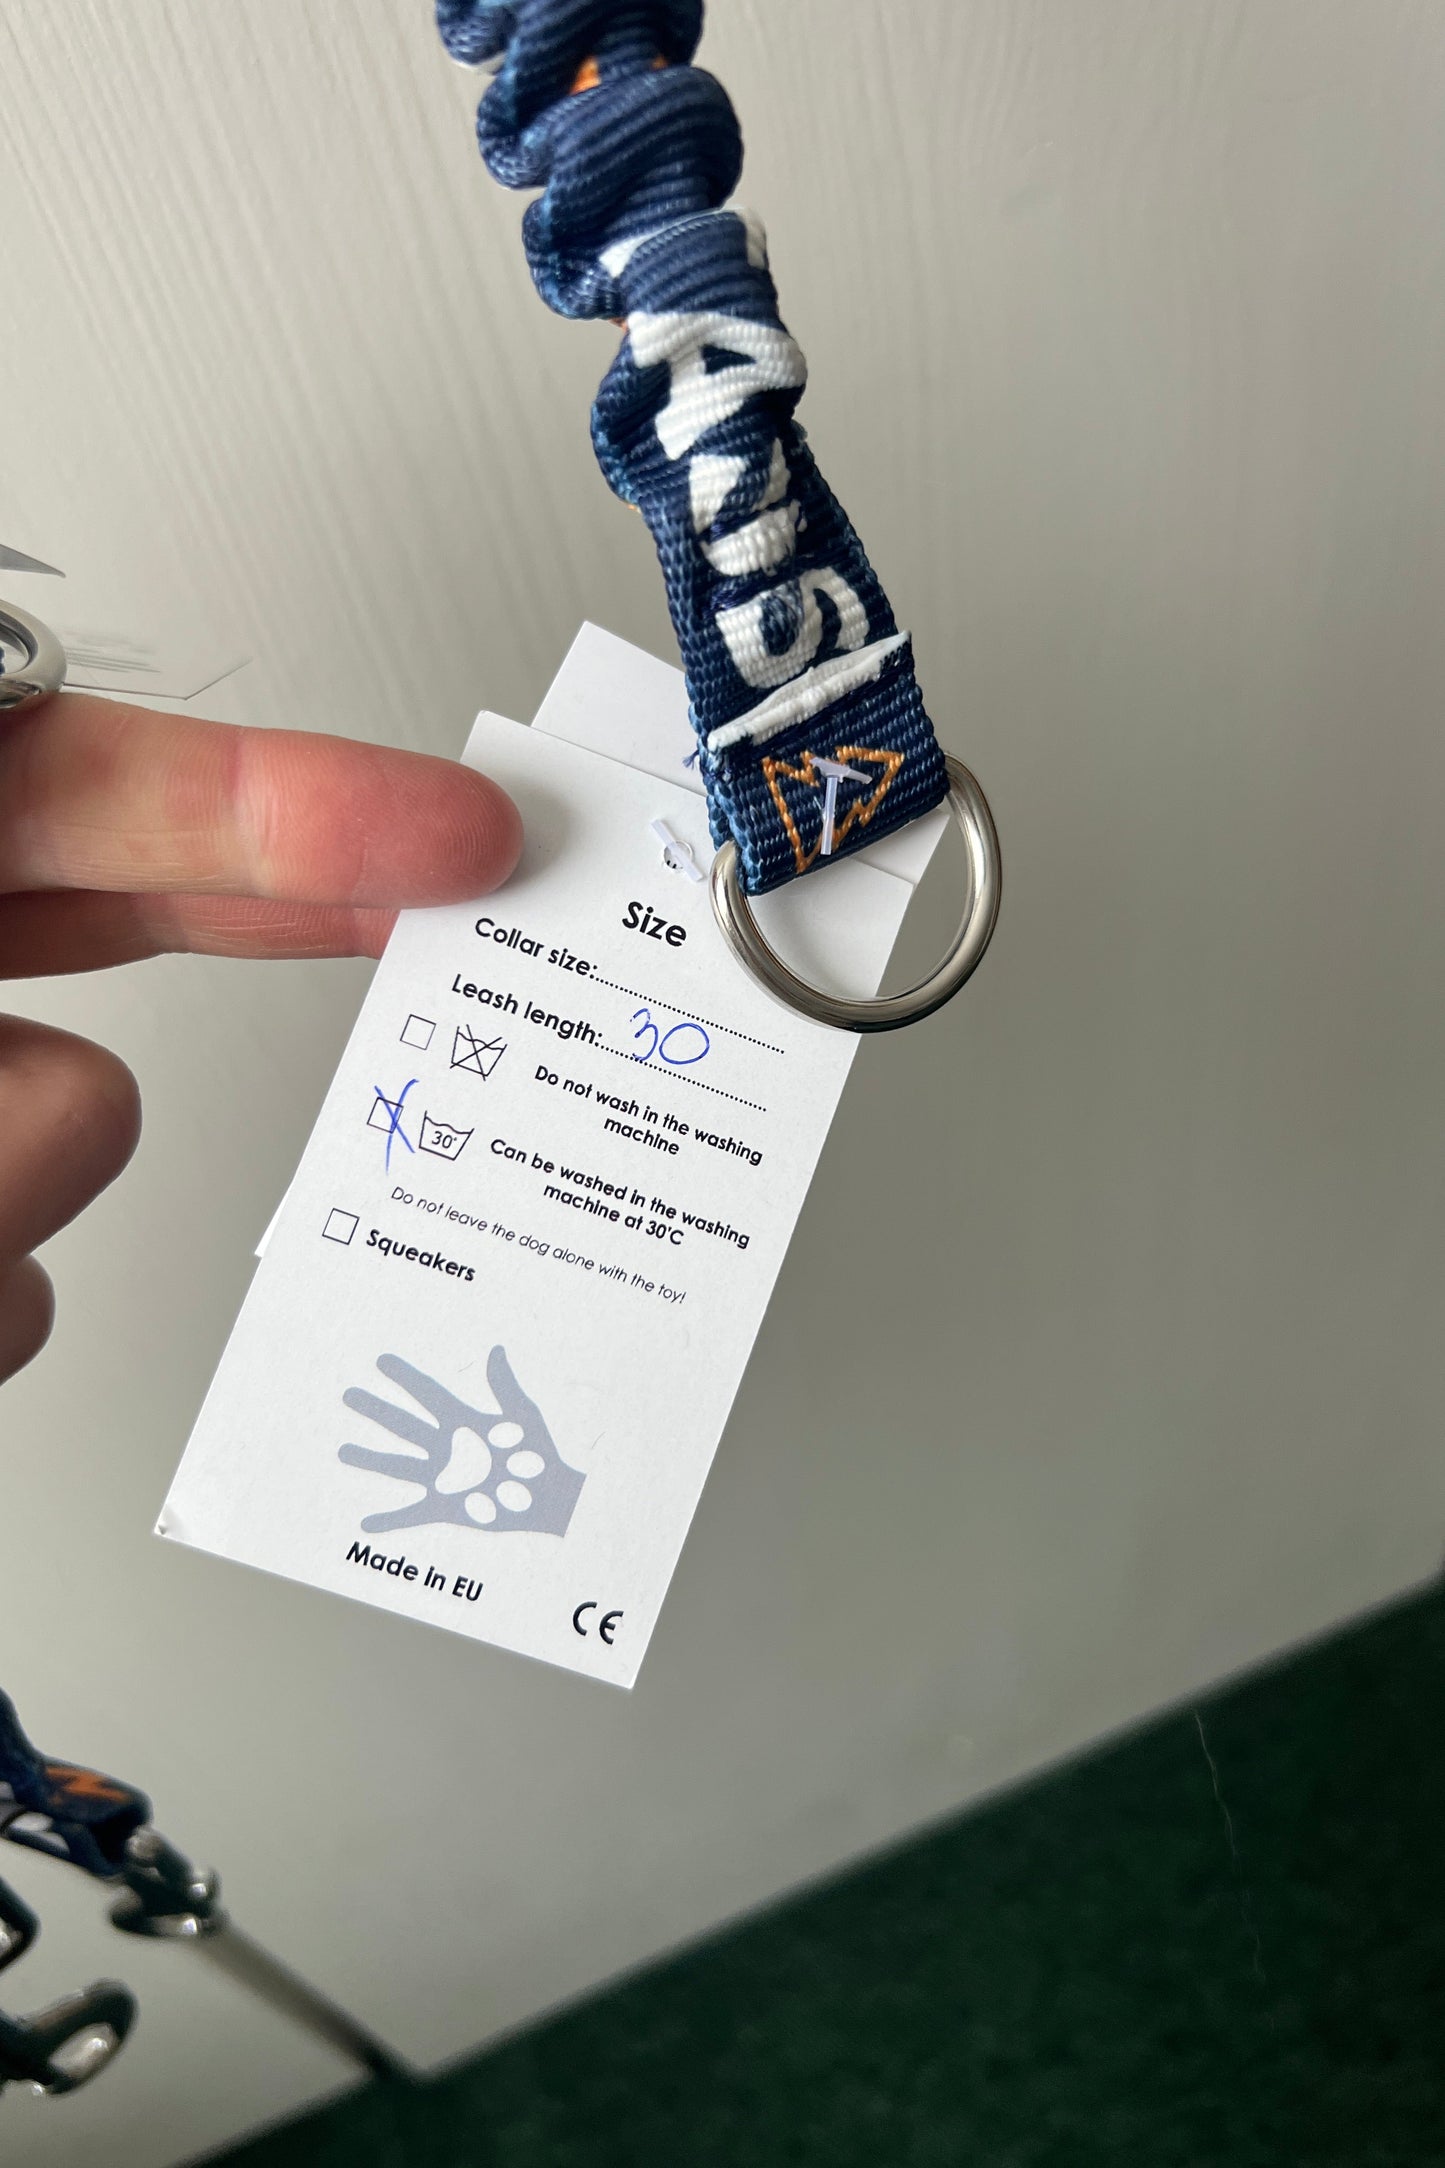 Size
Collar size:
Leash length: 30
Do not wash in the washing
machine
30°
Can be washed in the washing
machine at 30°C
Do not leave the dog alone with the toy!
Squeakers
Made in EU
CE